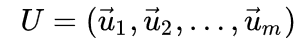 U = (\vec{u}_1, \vec{u}_2, \ldots, \vec{u}_m)